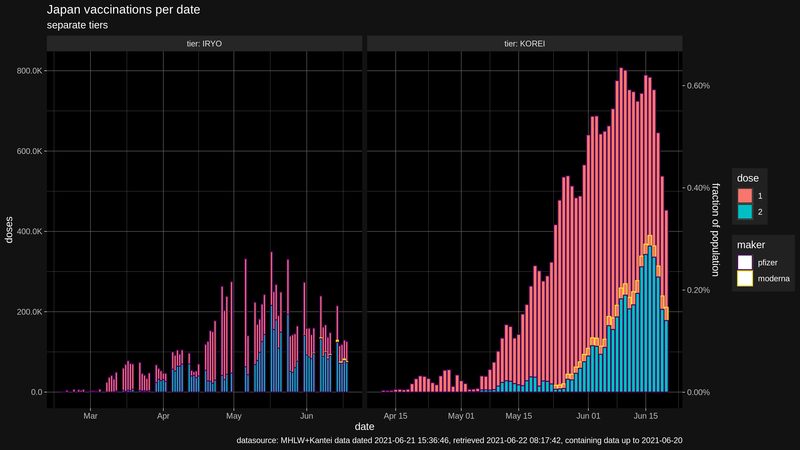 Japan vaccinations per date
separate tiers
tier: IRYO
tier: KOREI
doses
800.0K
600.0K
400.0K
200.0K
0.0
Mar
Apr
May
Jun
Apr 15
May 01
May 15
Jun 01
Jun 15
date
0.60%
0.40%
0.20%
0.00%
fraction of population
dose
1
2
maker
pfizer
moderna
datasource: MHLW+Kantei data dated 2021-06-21 15:36:46, retrieved 2021-06-22 08:17:42, containing data up to 2021-06-20